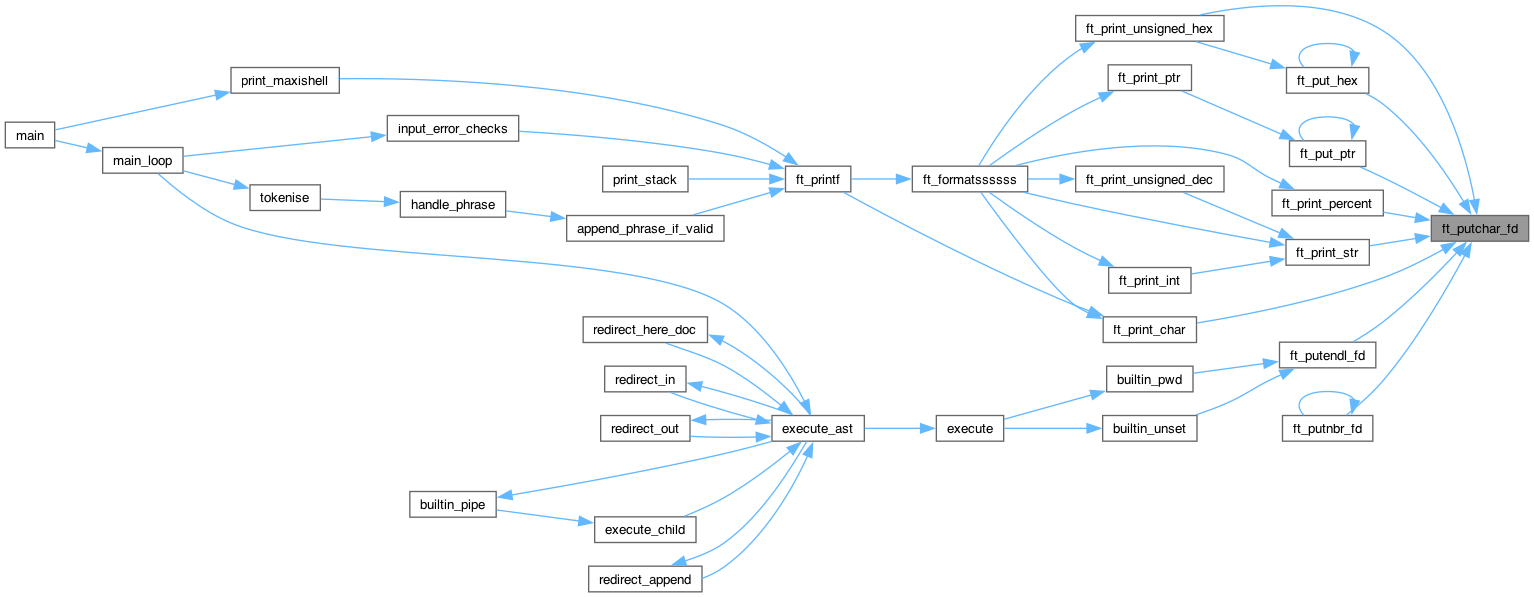 main
print_maxishell
main_loop
input_error_checks
tokenise
handle_phrase
print_stack
append_phrase_if_valid
ft_printf
ft_formatssssss
ft_print_unsigned_hex
ft_print_ptr
ft_put_hex
ft_put_ptr
ft_print_unsigned_dec
ft_print_percent
ft_putchar_fd
ft_print_str
ft_print_int
ft_print_char
ft_putendl_fd
builtin_pwd
builtin_unset
ft_putnbr_fd
execute
execute_ast
redirect_here_doc
redirect_in
redirect_out
builtin_pipe
execute_child
redirect_append